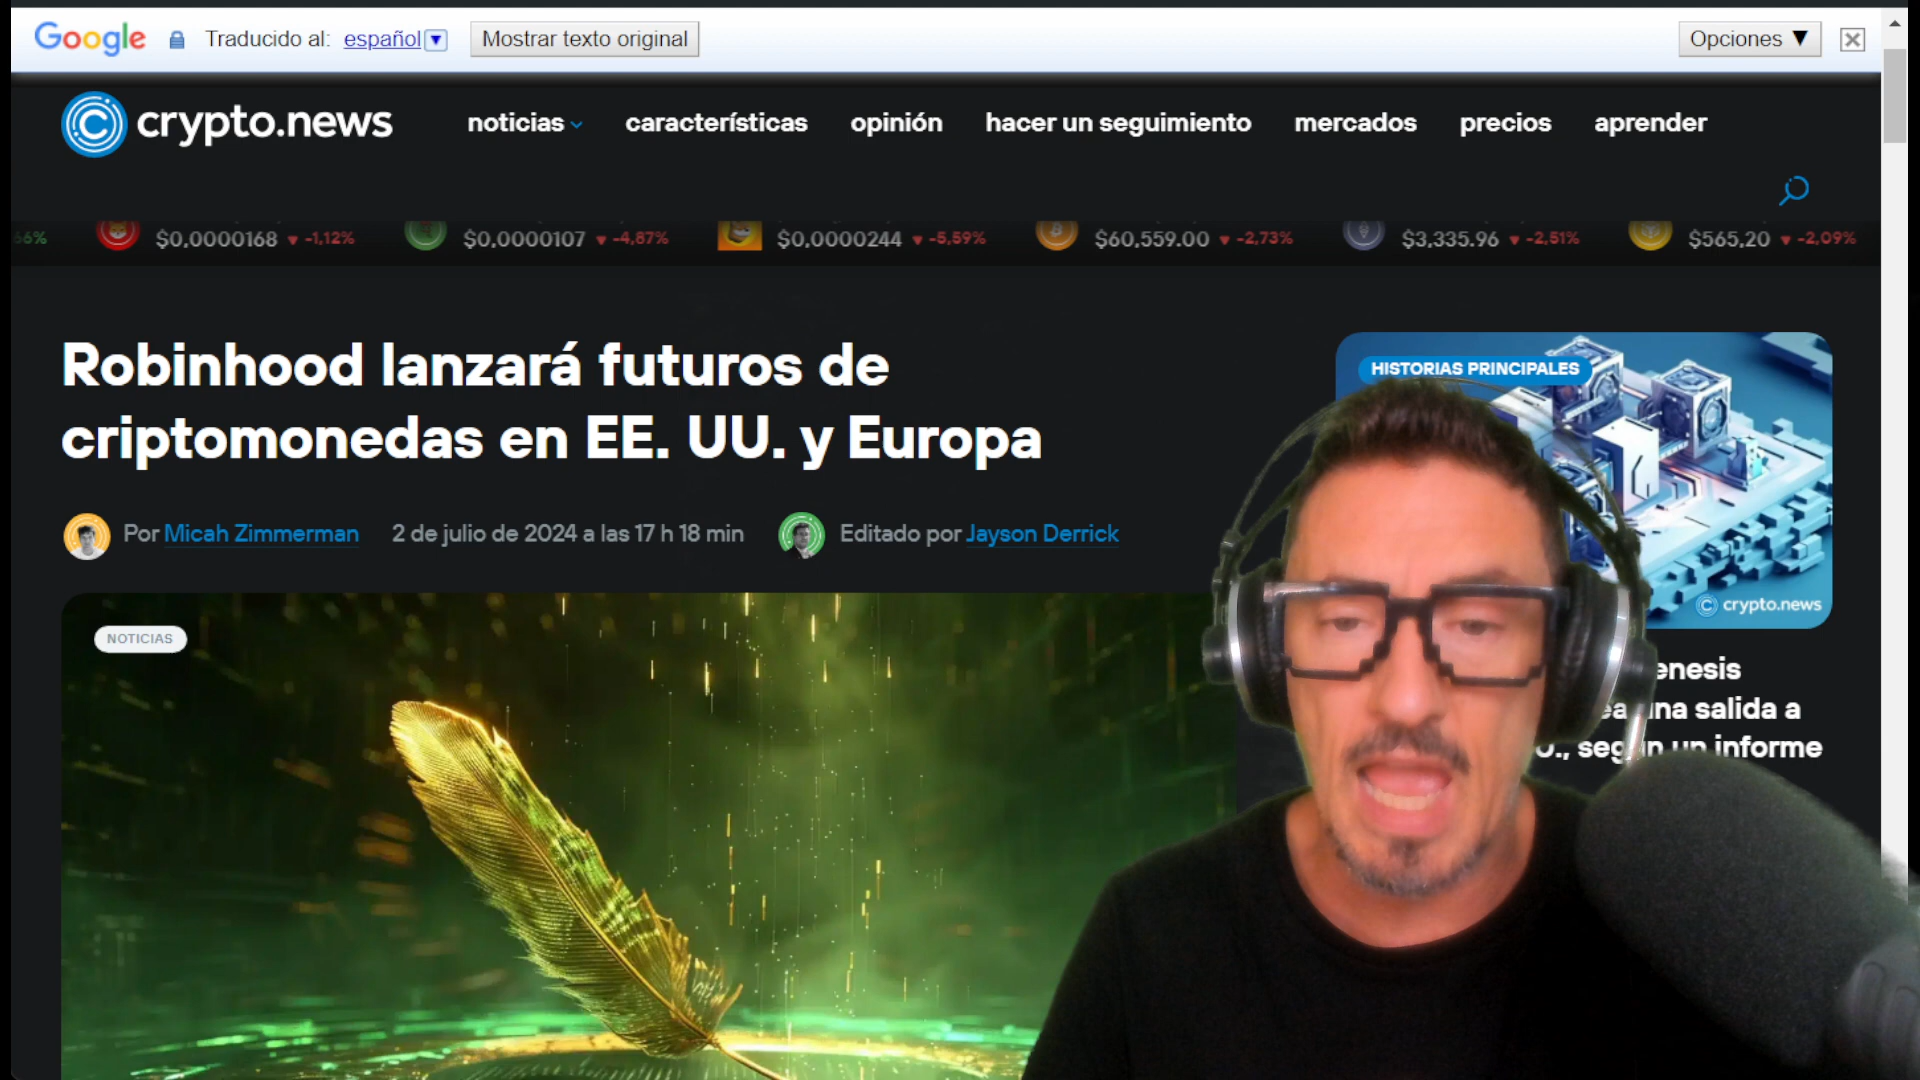 Google Traducido al: español Mostrar texto original Opciones ▼
crypto.news noticias características opinión hacer un seguimiento mercados precios aprender
66% $0,0000168 ▼ -1,12% $0,0000107 ▼ -4,87% $0,0000244 ▼ -5,59% $60,559.00 ▼ -2,73% $3,335.96 ▼ -2,51% $565,20 ▼ -2,09%
Robinhood lanzará futuros de
criptomonedas en EE. UU. y Europa
Por Micah Zimmerman 2 de julio de 2024 a las 17 h 18 min Editado por Jayson Derrick
NOTICIAS
HISTORIAS PRINCIPALES
crypto.news
enesis
una salida a
según un informe